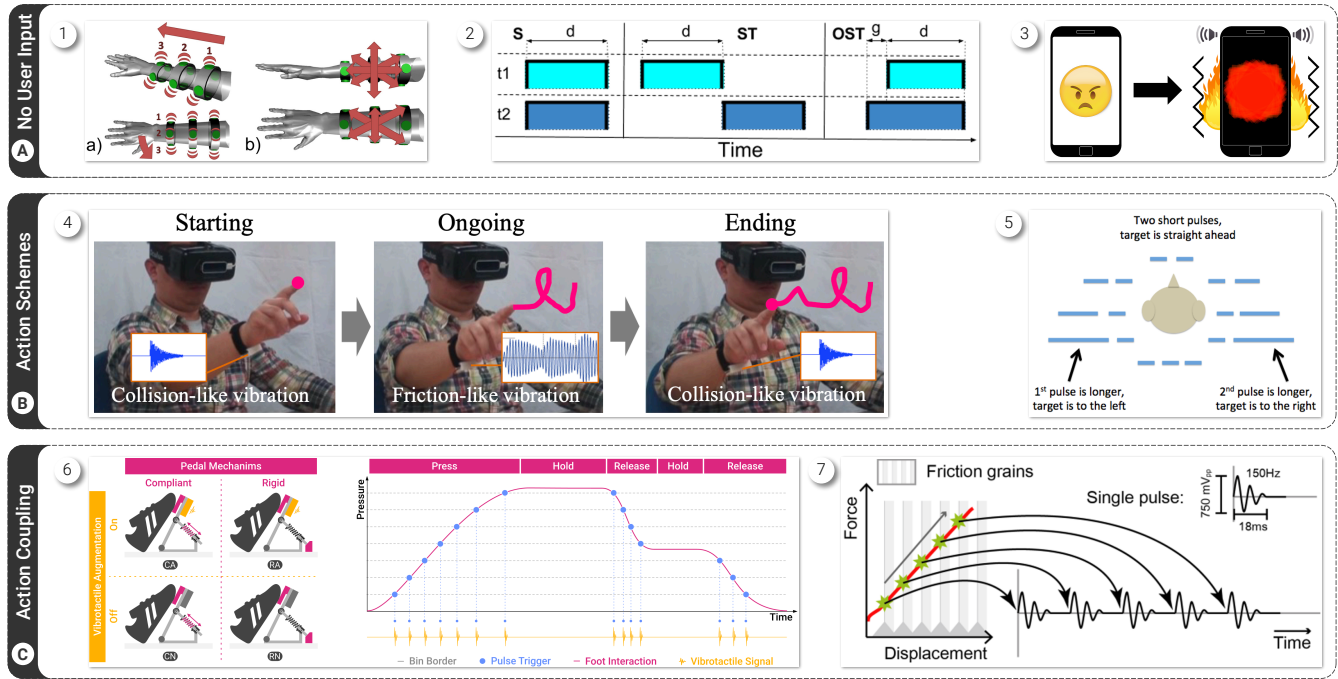 A No User Input
1
3 2 1
1
2
3
a)
b)
2
S d d ST OST g d
t1
t2
Time
3
B Action Schemes
4
Starting Ongoing Ending
Collision-like vibration
Friction-like vibration
Collision-like vibration
5
Two short pulses,
target is straight ahead
1st pulse is longer,
target is to the left
2nd pulse is longer,
target is to the right
C Action Coupling
6
Pedal Mechanims
Compliant Rigid
Vibrotactile Augmentation
On
Off
CA RA
CN RN
Press Hold Release Hold Release
Pressure
Time
Bin Border Pulse Trigger Foot Interaction Vibrotactile Signal
7
Friction grains
Force
Displacement
Single pulse:
750 mVpp
150Hz
18ms
Time